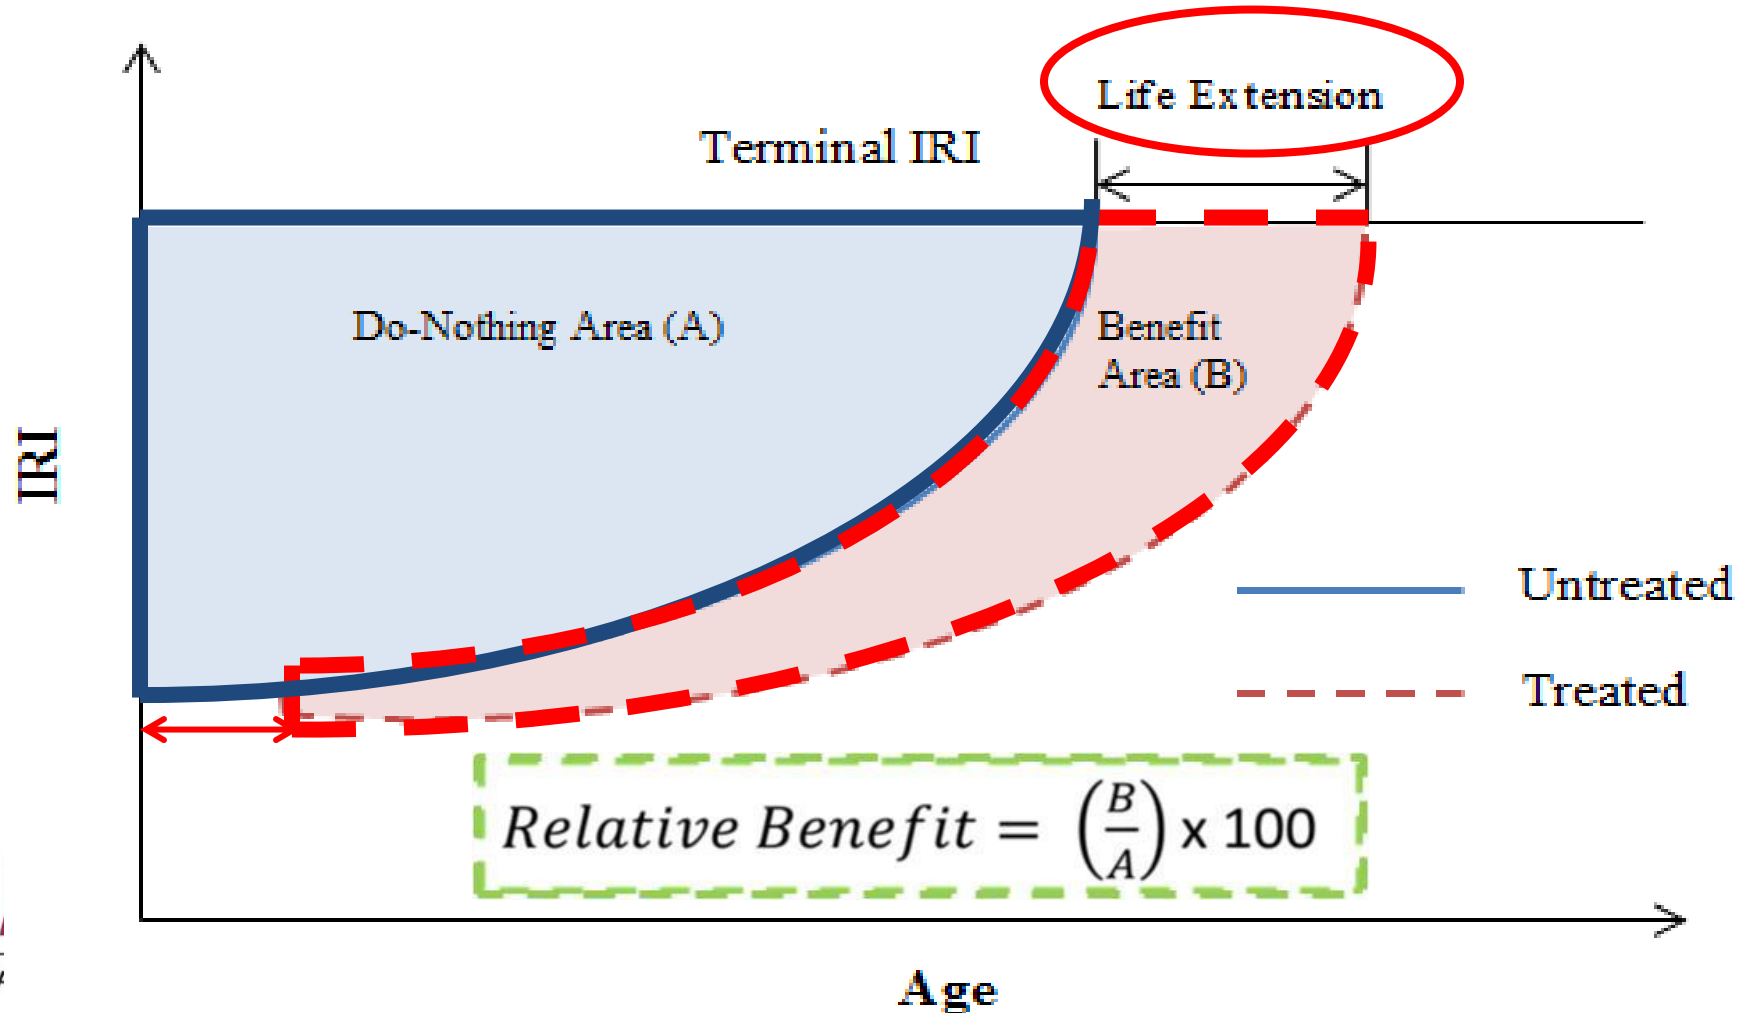 Life Extension
Terminal IRI
Do-Nothing Area (A)
Benefit
Area (B)
IRI
Untreated
Treated
Relative Benefit = (B/A) x 100
Age